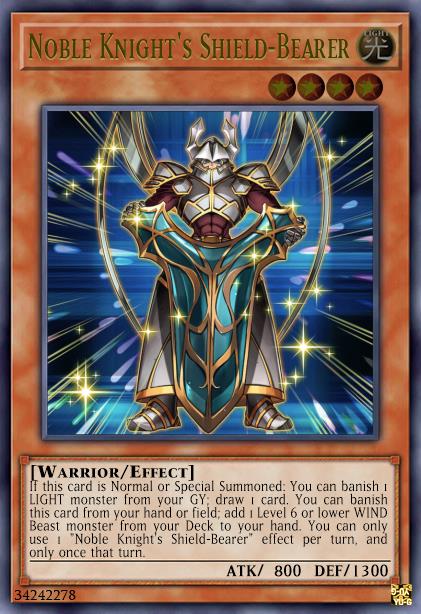 NOBLE KNIGHT'S SHIELD-BEARER
LIGHT
光
[WARRIOR/EFFECT]
If this card is Normal or Special Summoned: You can banish 1
LIGHT monster from your GY; draw 1 card. You can banish
this card from your hand or field; add 1 Level 6 or lower WIND
Beast monster from your Deck to your hand. You can only
use 1 "Noble Knight's Shield-Bearer" effect per turn, and
only once that turn.
ATK/ 800 DEF/1300
34242278